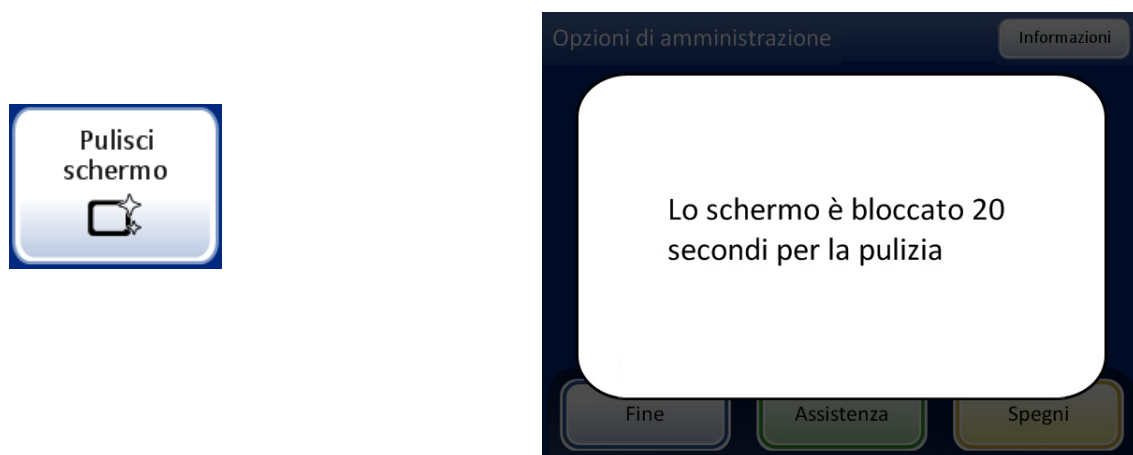 Pulisci
schermo
Opzioni di amministrazione
Informazioni
Lo schermo è bloccato 20
secondi per la pulizia
Fine
Assistenza
Spegni